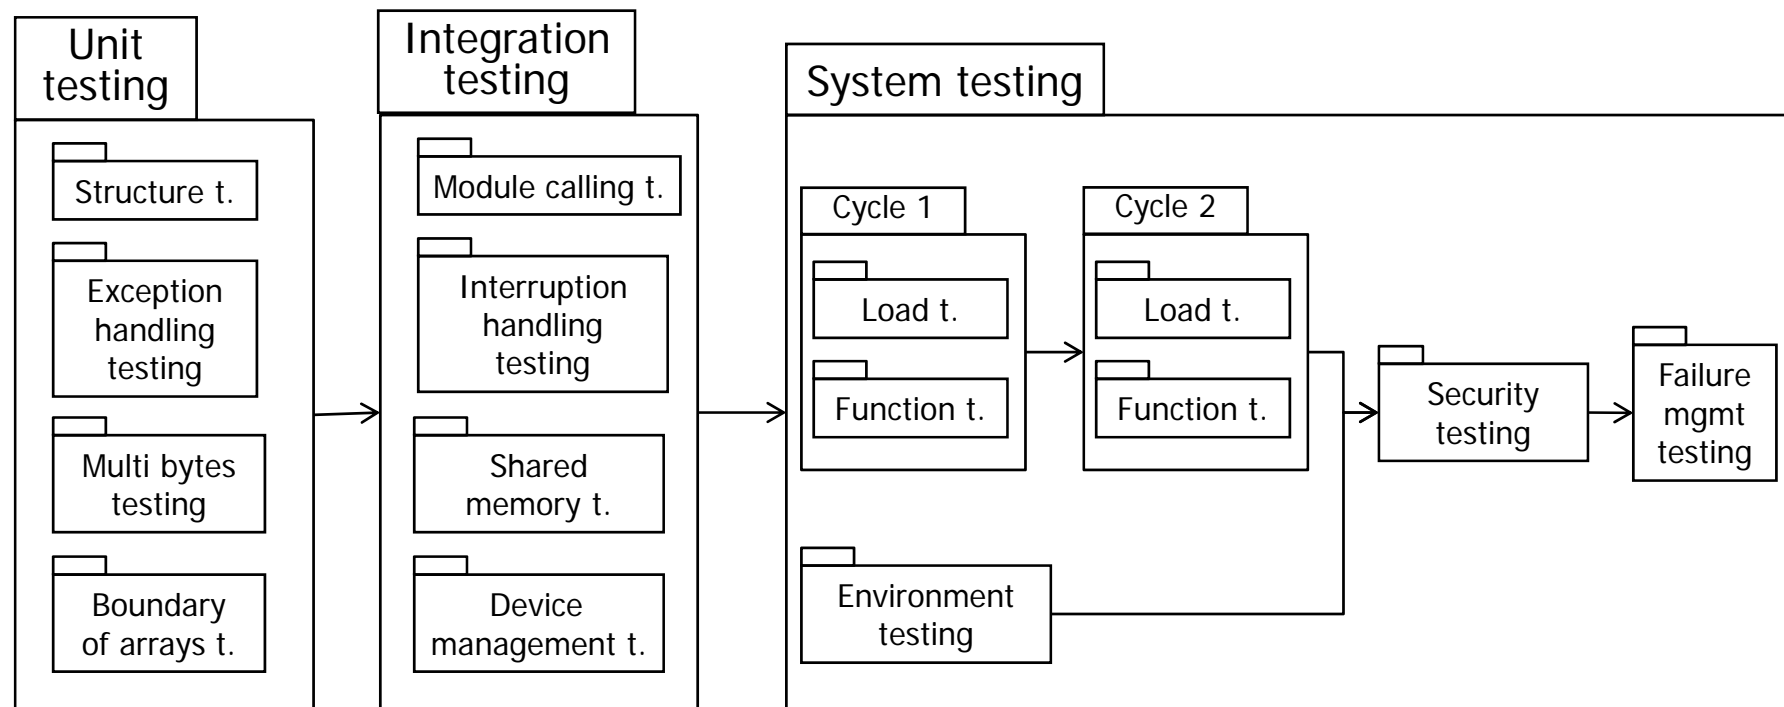 Unit
testing
Structure t.
Exception
handling
testing
Multi bytes
testing
Boundary
of arrays t.
Integration
testing
Module calling t.
Interruption
handling
testing
Shared
memory t.
Device
management t.
System testing
Cycle 1
Load t.
Function t.
Cycle 2
Load t.
Function t.
Environment
testing
Security
testing
Failure
mgmt
testing